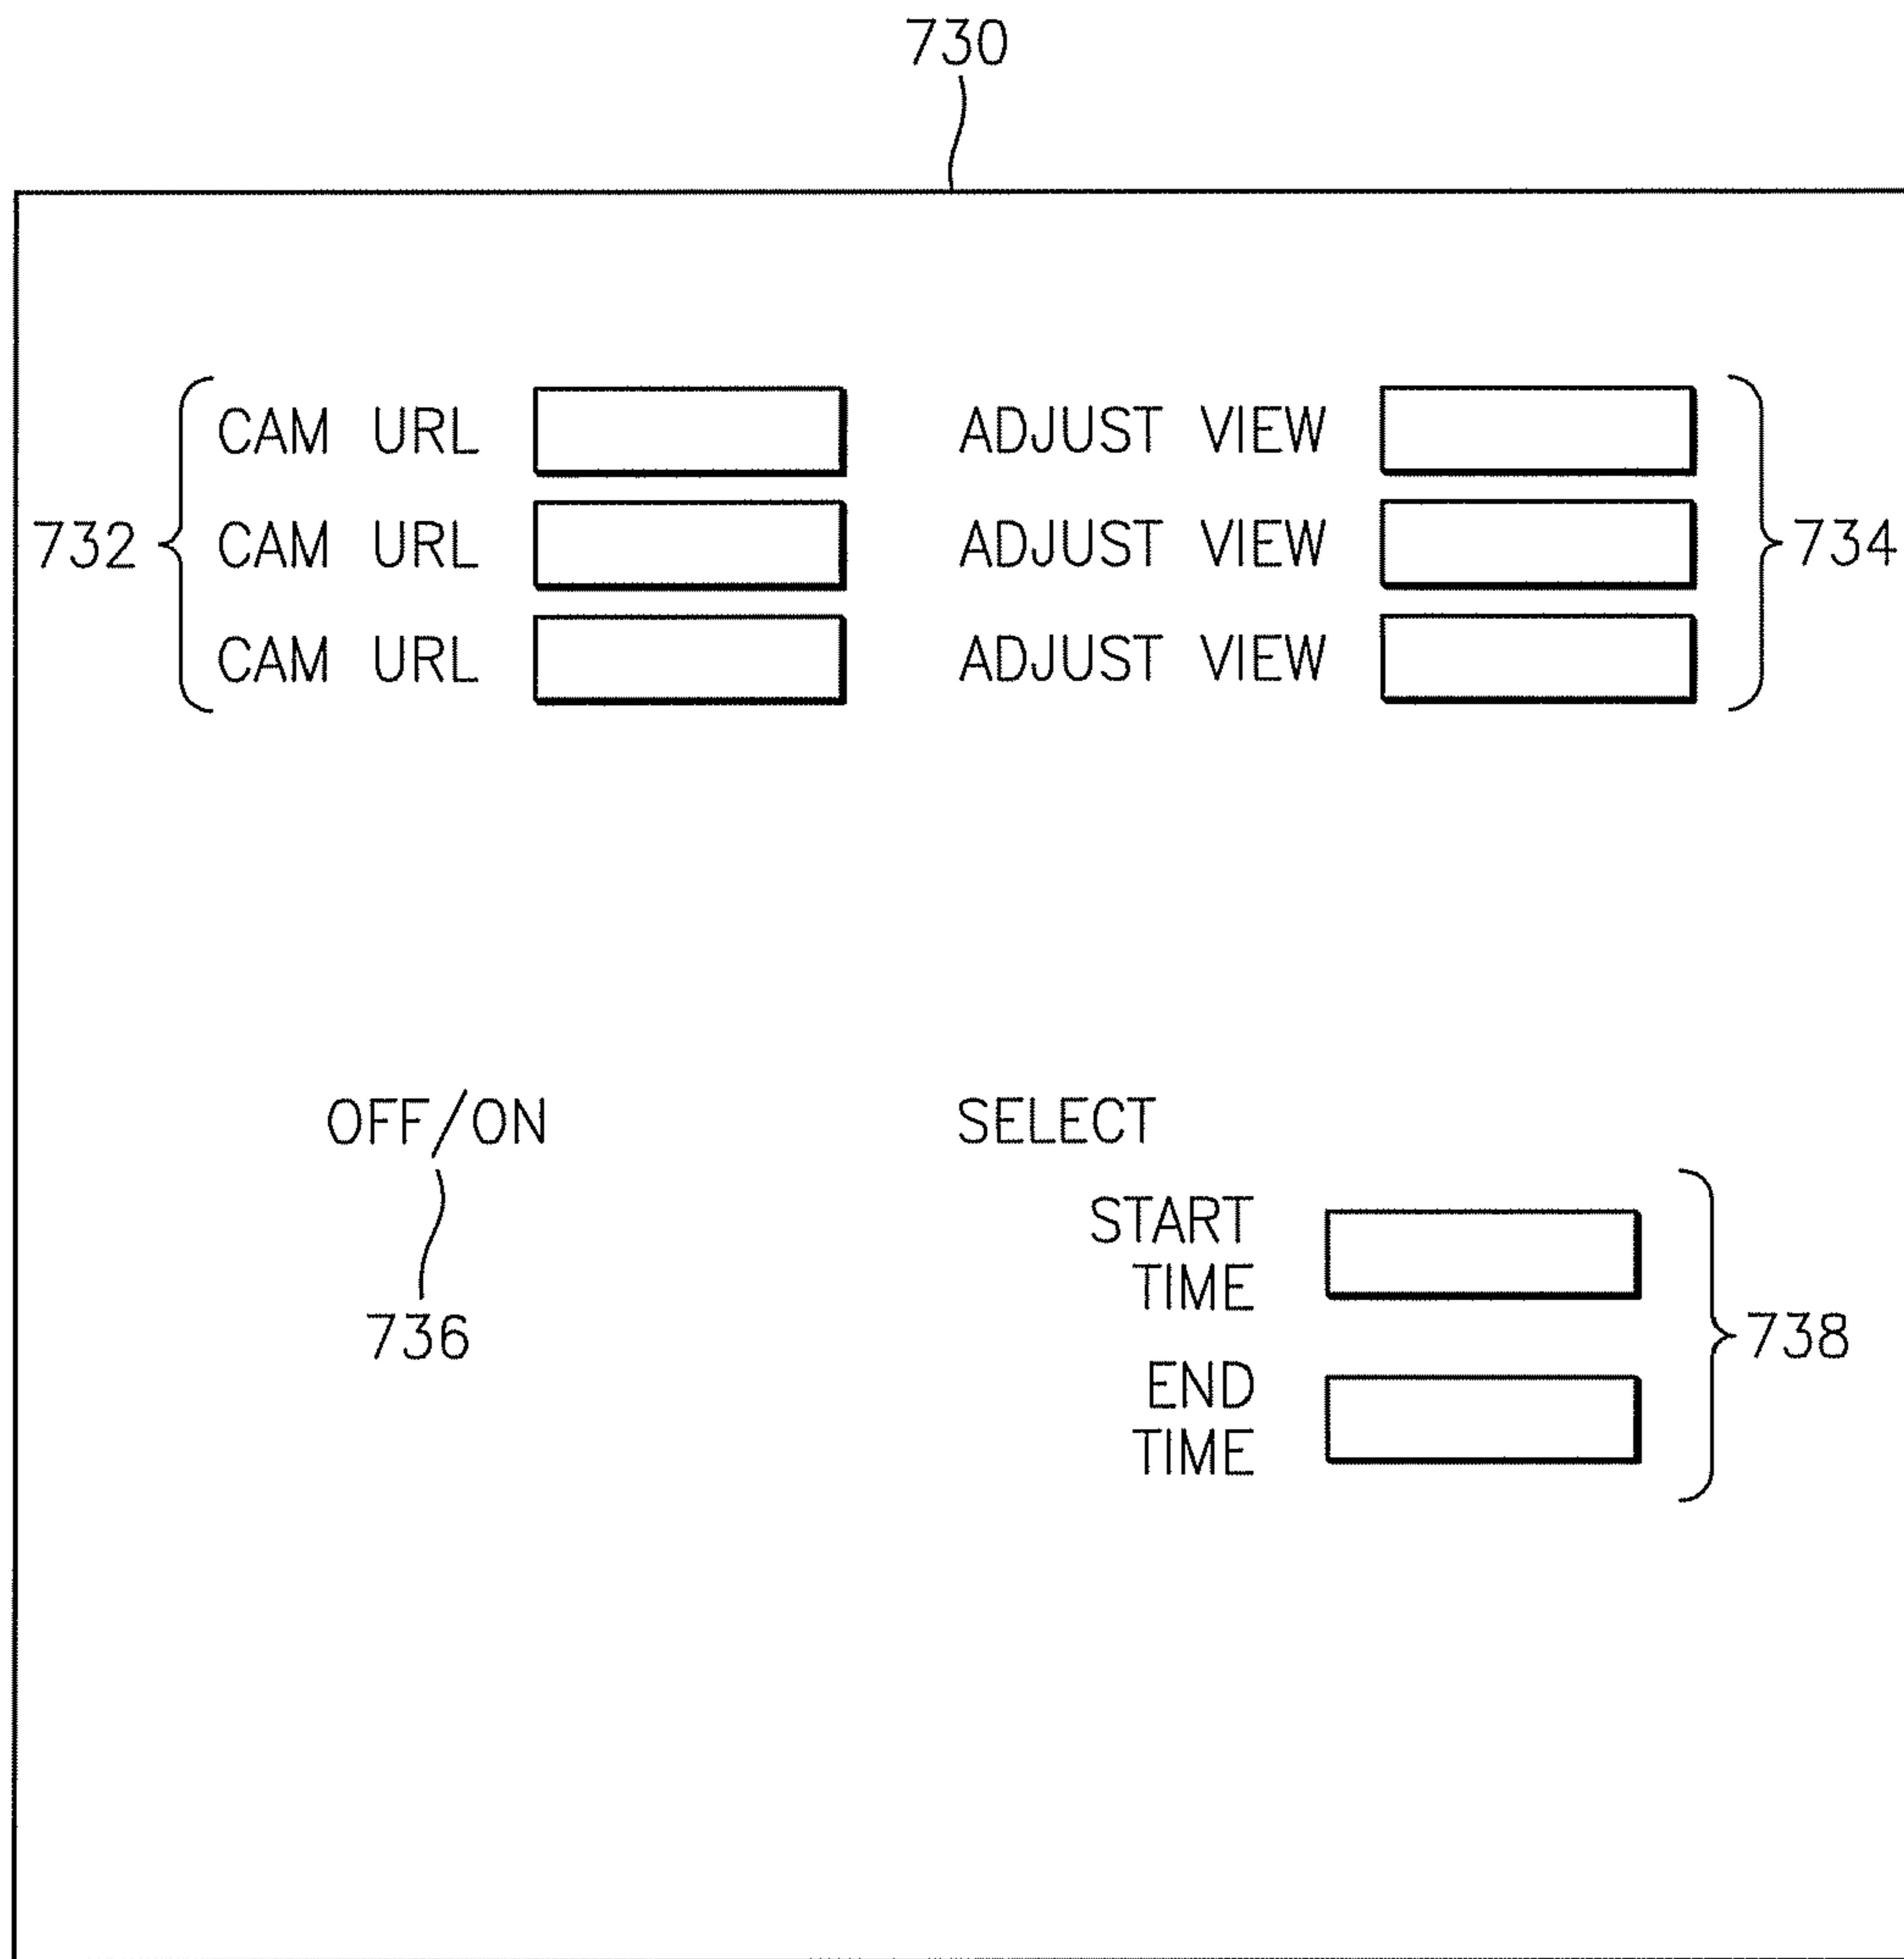 730
732 CAM URL ADJUST VIEW 734
CAM URL ADJUST VIEW
CAM URL ADJUST VIEW
OFF/ON SELECT
736
START
TIME
END
TIME
738